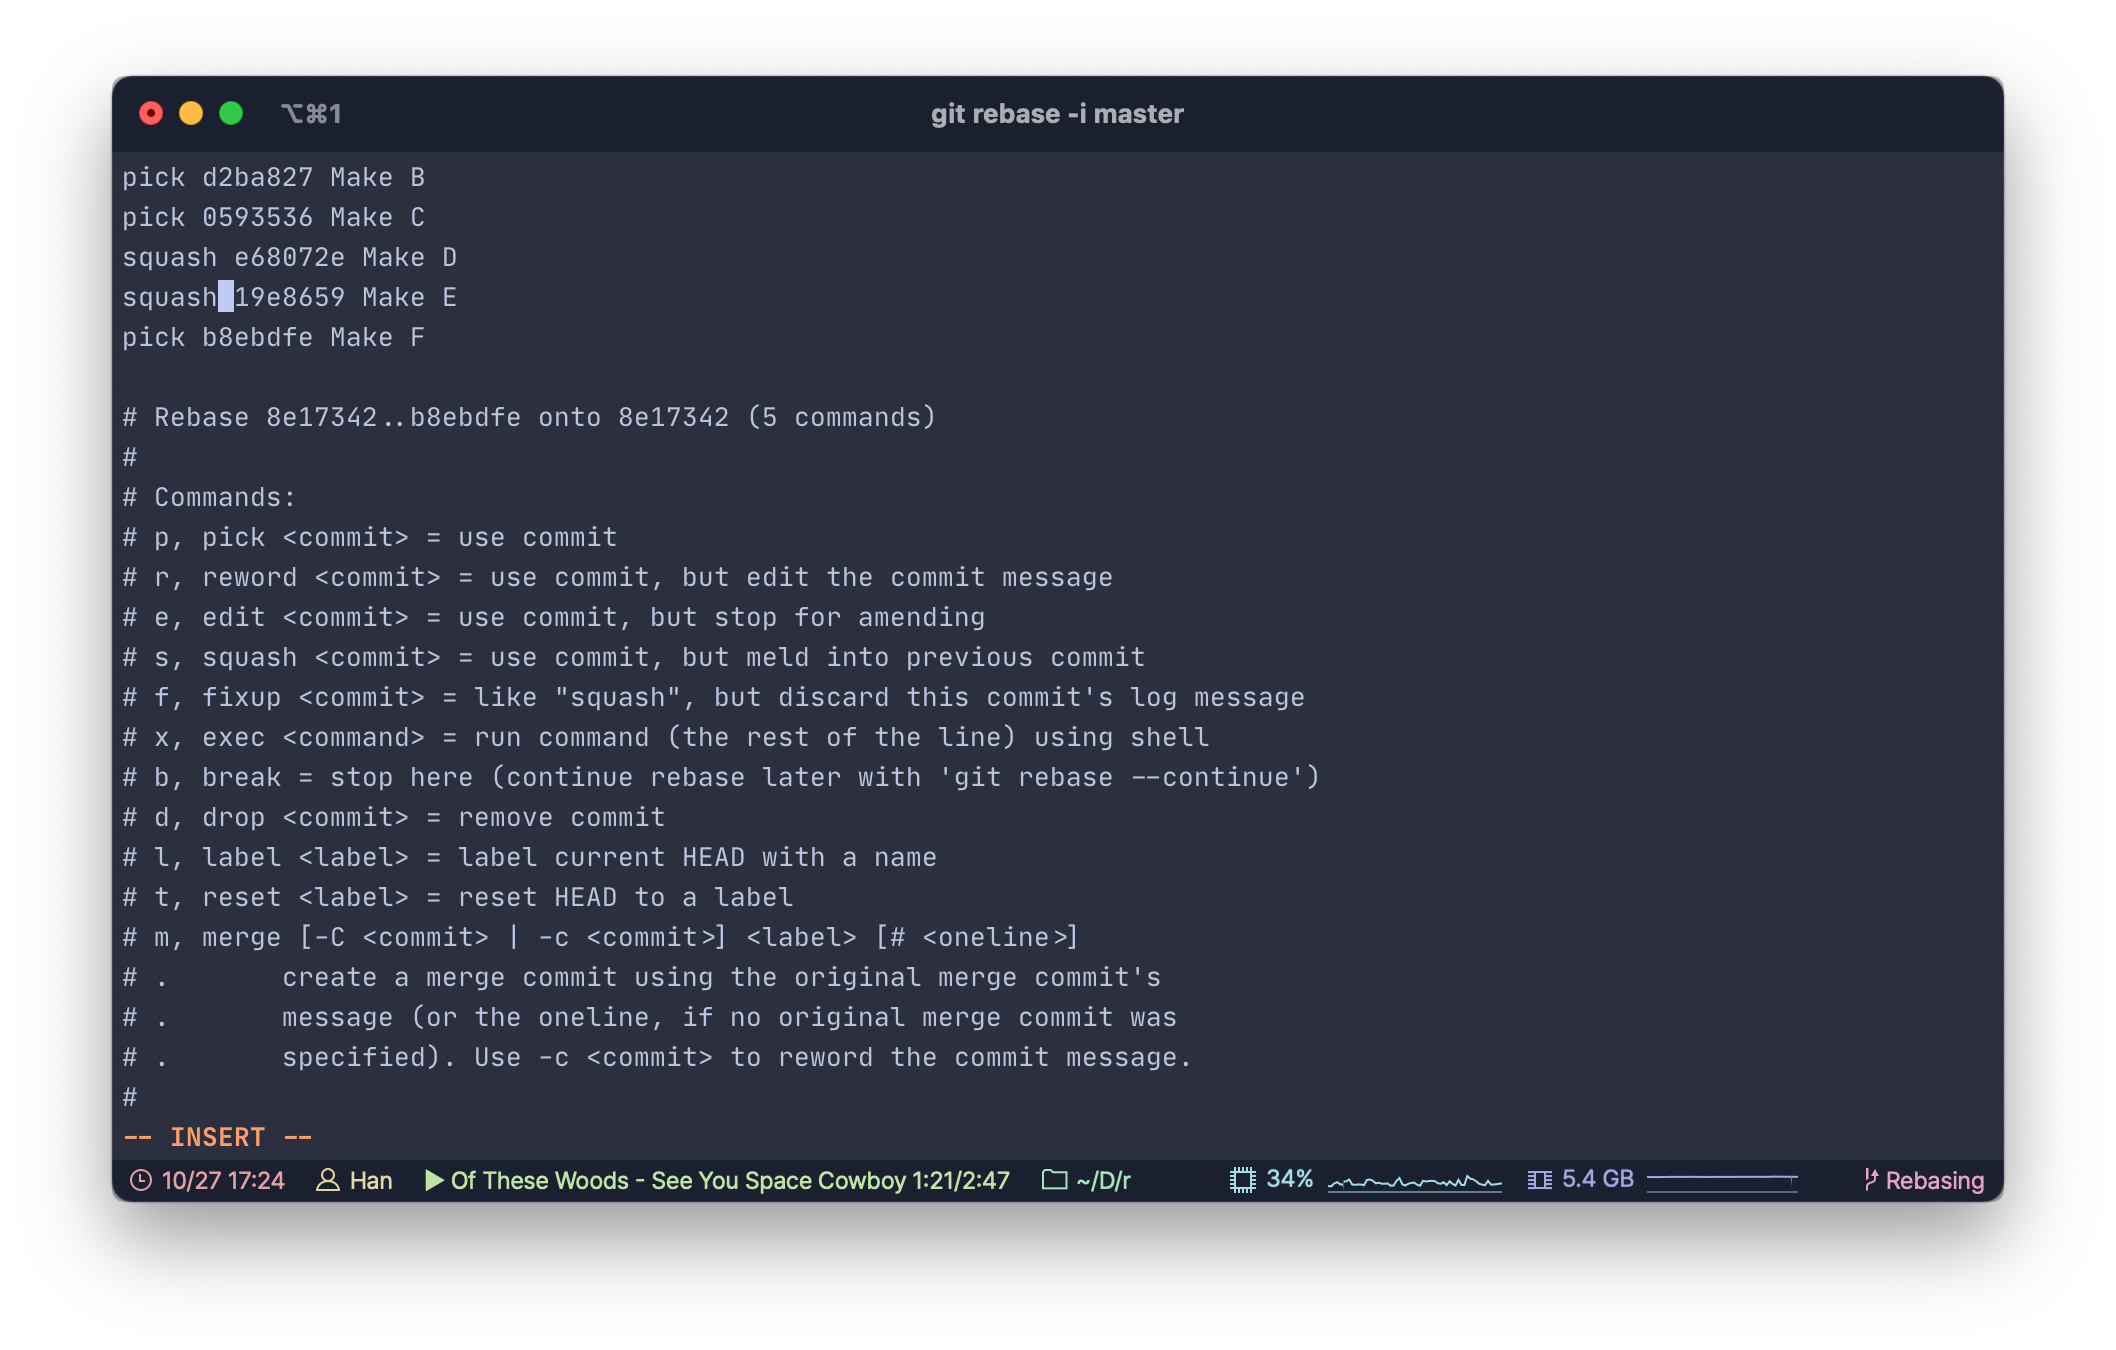 ⌥⌘1 git rebase -i master
pick d2ba827 Make B
pick 0593536 Make C
squash e68072e Make D
squash 19e8659 Make E
pick b8ebdfe Make F
# Rebase 8e17342..b8ebdfe onto 8e17342 (5 commands)
#
# Commands:
# p, pick <commit> = use commit
# r, reword <commit> = use commit, but edit the commit message
# e, edit <commit> = use commit, but stop for amending
# s, squash <commit> = use commit, but meld into previous commit
# f, fixup <commit> = like "squash", but discard this commit's log message
# x, exec <command> = run command (the rest of the line) using shell
# b, break = stop here (continue rebase later with 'git rebase --continue')
# d, drop <commit> = remove commit
# l, label <label> = label current HEAD with a name
# t, reset <label> = reset HEAD to a label
# m, merge [-C <commit> | -c <commit>] <label> [# <oneline>]
# .       create a merge commit using the original merge commit's
# .       message (or the oneline, if no original merge commit was
# .       specified). Use -c <commit> to reword the commit message.
#
-- INSERT --
10/27 17:24 Han ▶ Of These Woods - See You Space Cowboy 1:21/2:47 ~/D/r 34% 5.4 GB Rebasing